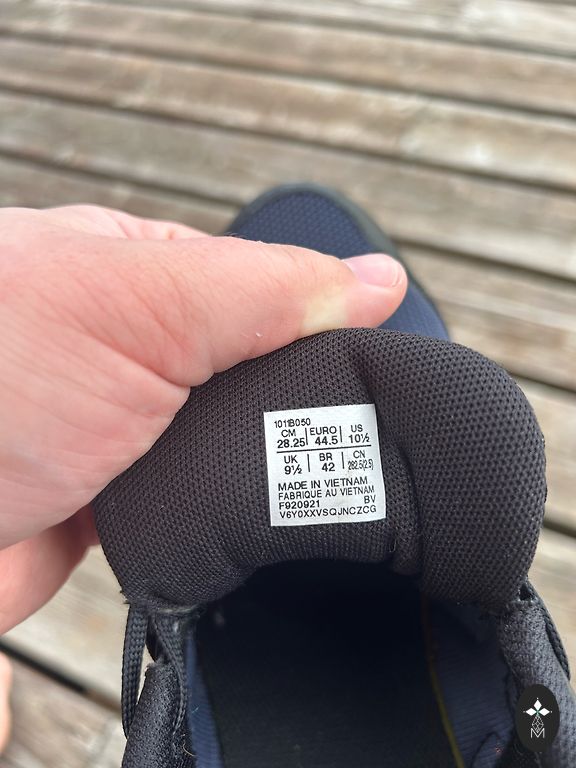 1011B050
CM EURO US
28.25 44.5 10½
UK BR CN
9½ 42 282.5(2.5)
MADE IN VIETNAM
FABRIQUE AU VIETNAM
F920921 BV
V6Y0XXVSQJNCZCG
M